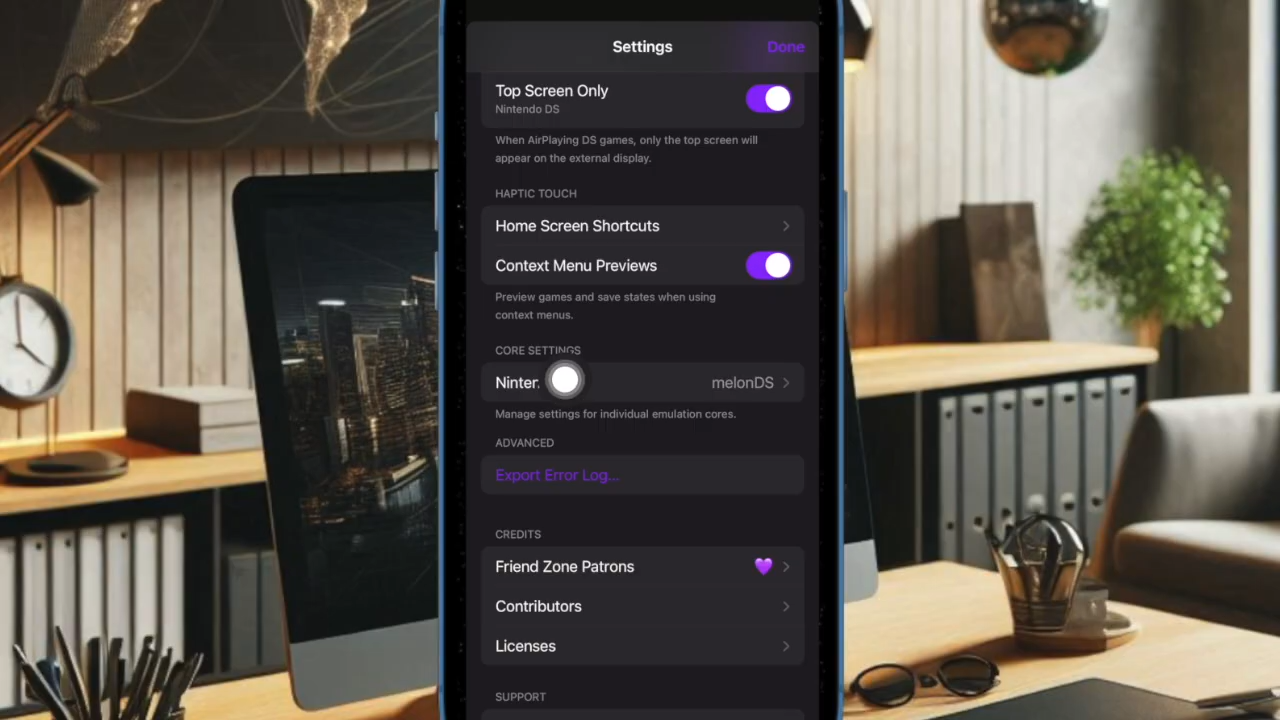 Settings
Done
Top Screen Only
Nintendo DS
When AirPlaying DS games, only the top screen will
appear on the external display.
HAPTIC TOUCH
Home Screen Shortcuts
Context Menu Previews
Preview games and save states when using
context menus.
CORE SETTINGS
melonDS
Manage settings for individual emulation cores.
ADVANCED
Export Error Log...
CREDITS
Friend Zone Patrons
Contributors
Licenses
SUPPORT